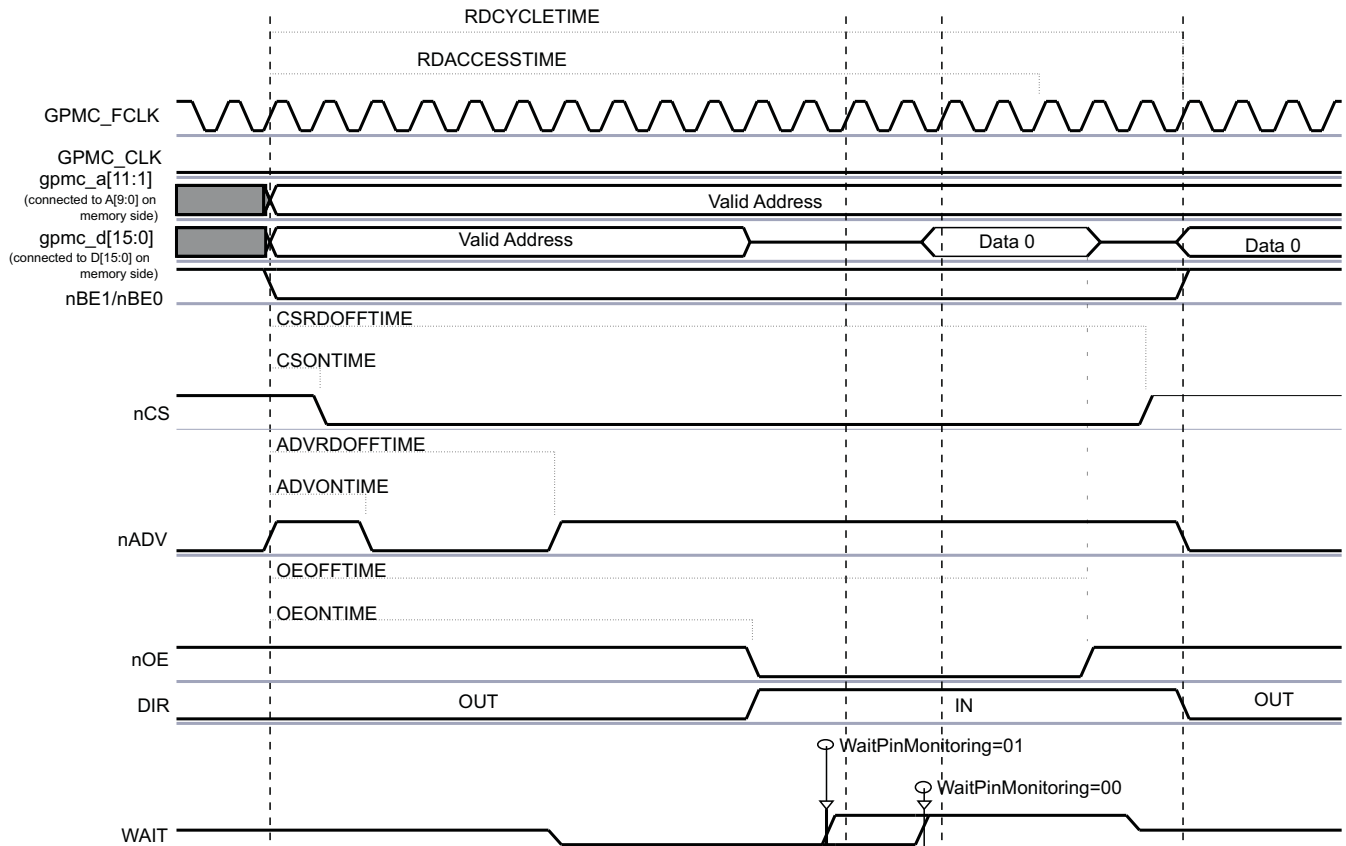 RDCYCLETIME
RDACCESSTIME
GPMC_FCLK
GPMC_CLK
gpmc_a[11:1]
(connected to A[9:0] on
memory side)
Valid Address
gpmc_d[15:0]
(connected to D[15:0] on
memory side)
Valid Address
Data 0
Data 0
nBE1/nBE0
CSRDOFFTIME
CSONTIME
nCS
ADVRDOFFTIME
ADVONTIME
nADV
OEOFFTIME
OEONTIME
nOE
DIR
OUT
IN
OUT
WaitPinMonitoring=01
WaitPinMonitoring=00
WAIT